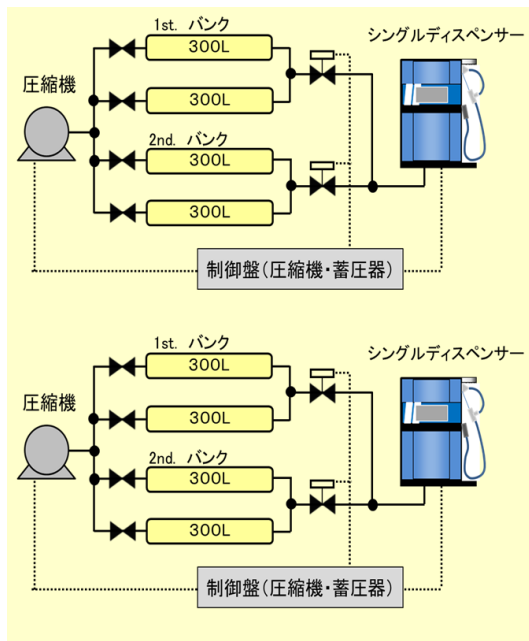 1st. バンク
シングルディスペンサー
300L
圧縮機
300L
2nd. バンク
300L
300L
制御盤(圧縮機・蓄圧器)
1st. バンク
シングルディスペンサー
300L
圧縮機
300L
2nd. バンク
300L
300L
制御盤(圧縮機・蓄圧器)